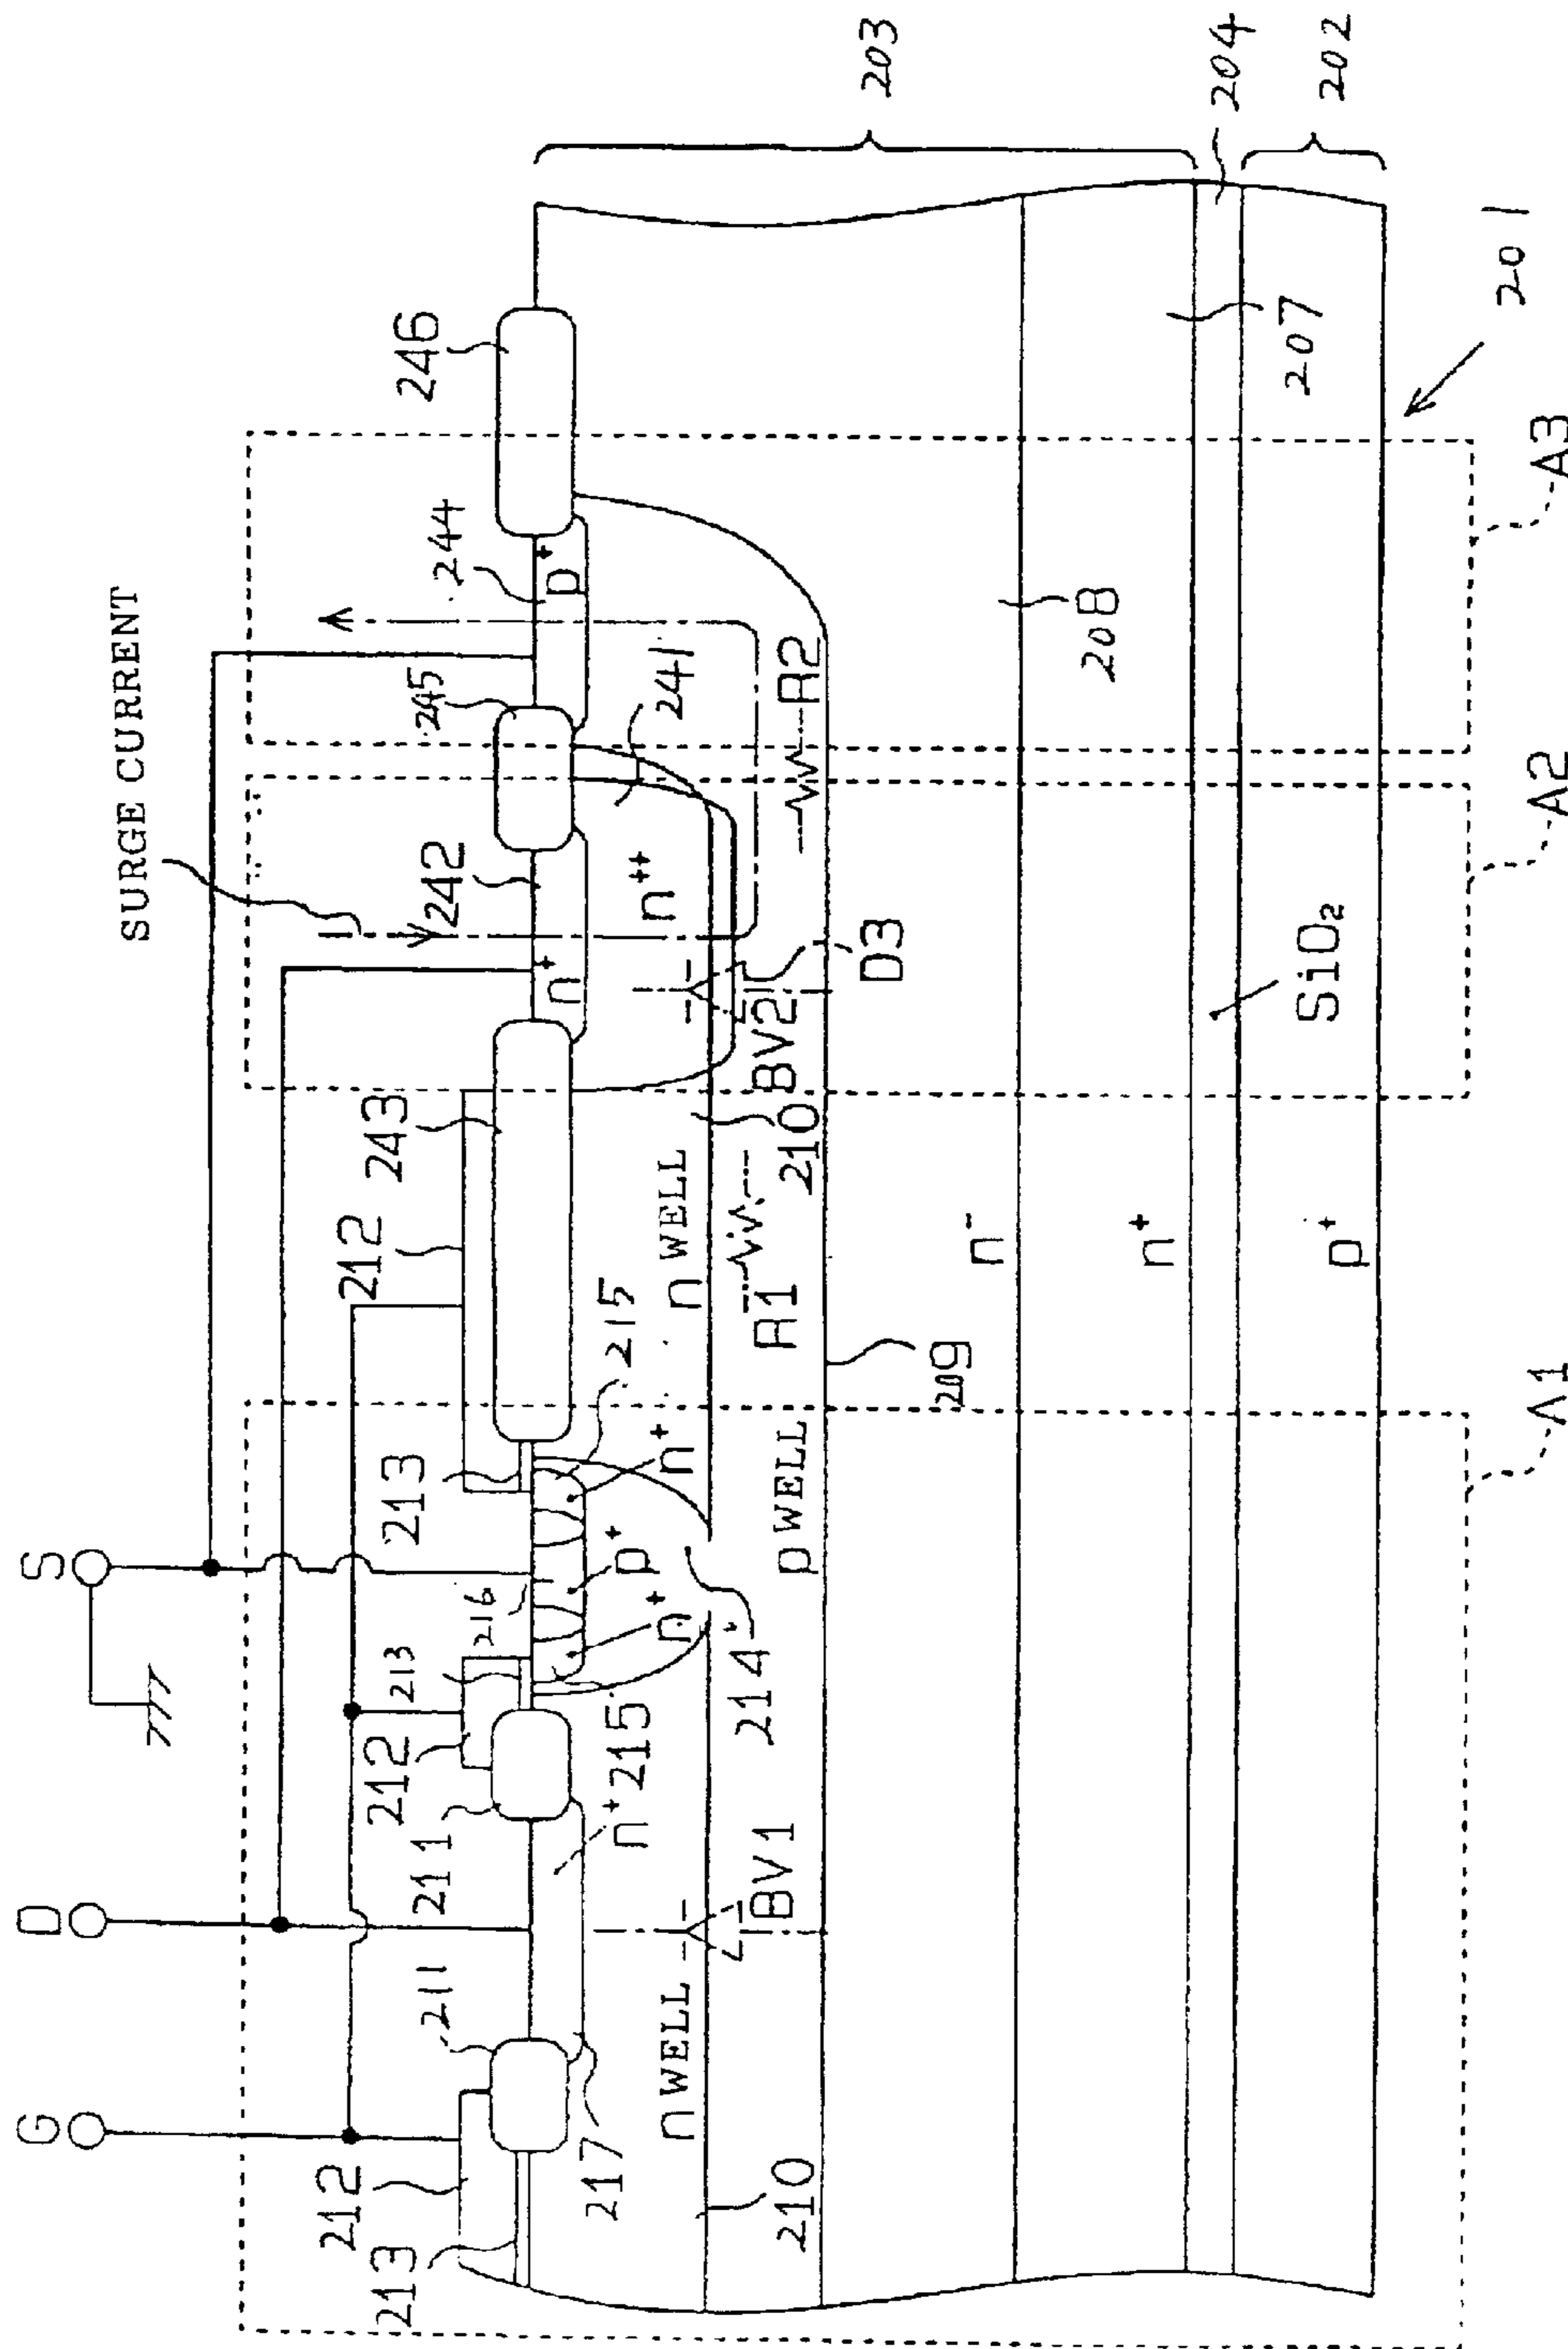 G
D
S
SURGE CURRENT
212
213
211
217
211
212
213
216
213
212
243
242
245
244
246
n+
215
n+
p+
n+
215
n+
n++
241
p+
n WELL
210
BV1
214
n WELL
R1
210
BV2
D3
R2
p WELL
209
n-
208
n+
207
SiO2
p+
203
204
202
201
A1
A2
A3